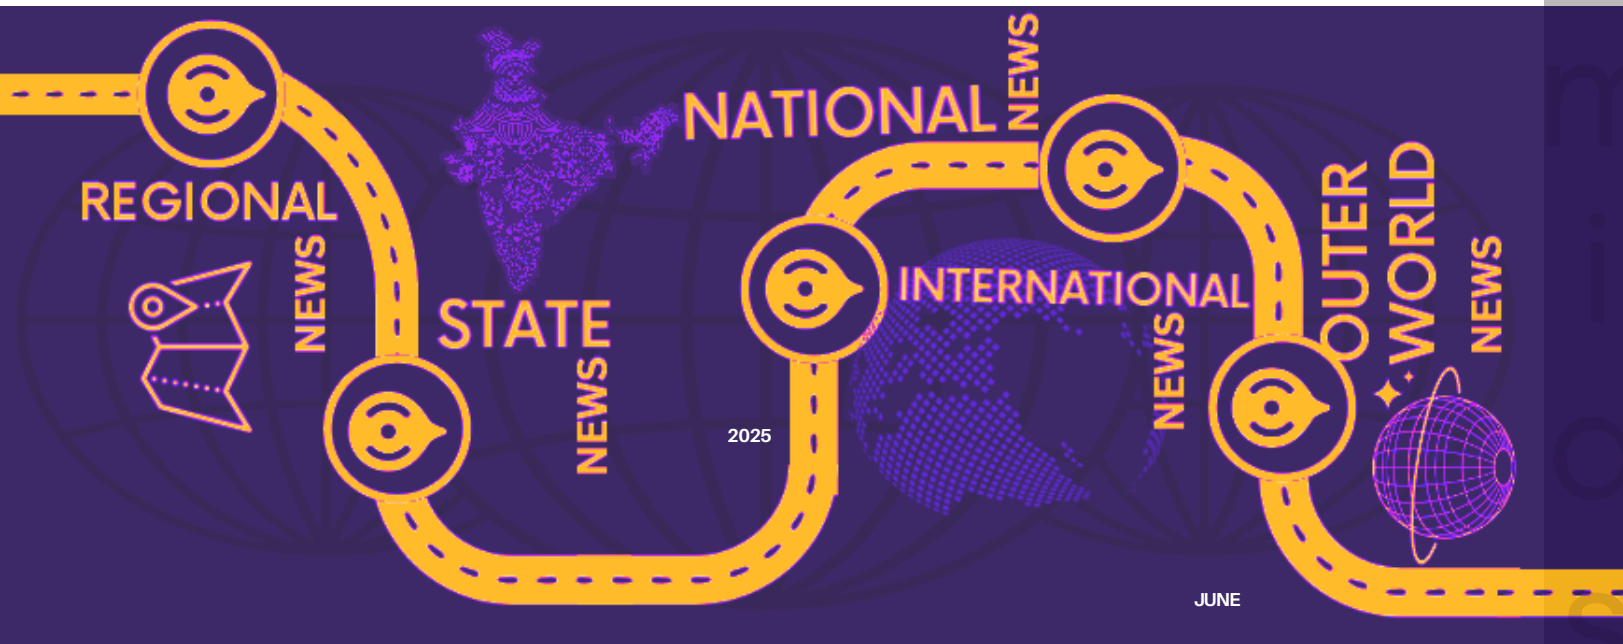 REGIONAL
NEWS
STATE
NEWS
NATIONAL
NEWS
INTERNATIONAL
NEWS
OUTER
WORLD
NEWS
2025
JUNE